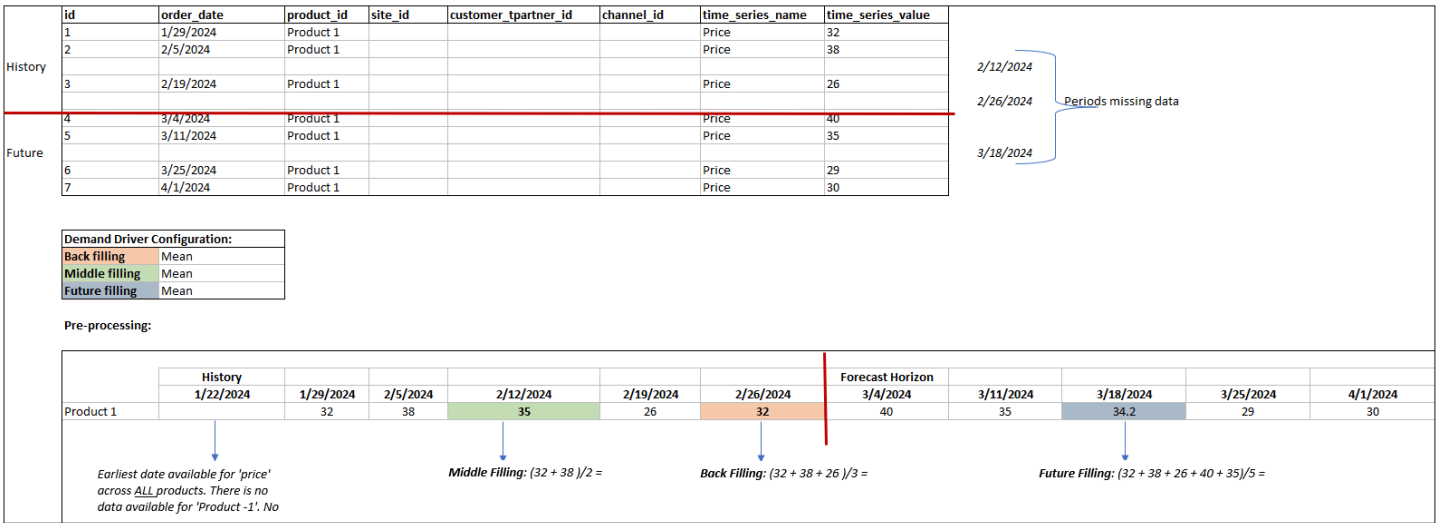 id order_date product_id site_id customer_tpartner_id channel_id time_series_name time_series_value
1 1/29/2024 Product 1 Price 32
2 2/5/2024 Product 1 Price 38
History 2/12/2024
3 2/19/2024 Product 1 Price 26
2/26/2024 Periods missing data
4 3/4/2024 Product 1 Price 40
5 3/11/2024 Product 1 Price 35
Future 3/18/2024
6 3/25/2024 Product 1 Price 29
7 4/1/2024 Product 1 Price 30
Demand Driver Configuration:
Back filling Mean
Middle filling Mean
Future filling Mean
Pre-processing:
History Forecast Horizon
1/22/2024 1/29/2024 2/5/2024 2/12/2024 2/19/2024 2/26/2024 3/4/2024 3/11/2024 3/18/2024 3/25/2024 4/1/2024
Product 1 32 38 35 26 32 40 35 34.2 29 30
Earliest date available for 'price' Middle Filling: (32 + 38 )/2 = Back Filling: (32 + 38 + 26 )/3 = Future Filling: (32 + 38 + 26 + 40 + 35)/5 =
across ALL products. There is no
data available for 'Product -1'. No